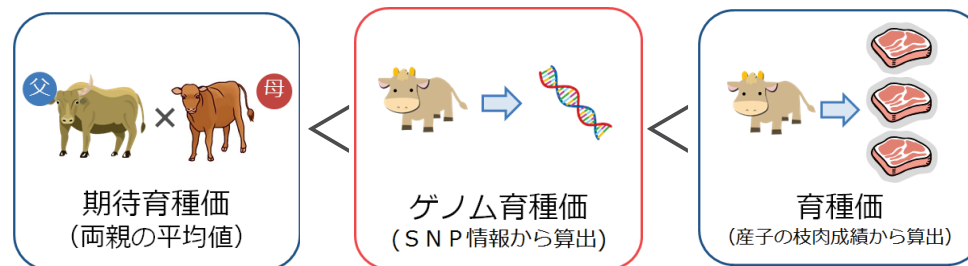 父
母
×
<
<
期待育種価
(両親の平均値)
ゲノム育種価
(ＳＮＰ情報から算出)
育種価
(産子の枝肉成績から算出)